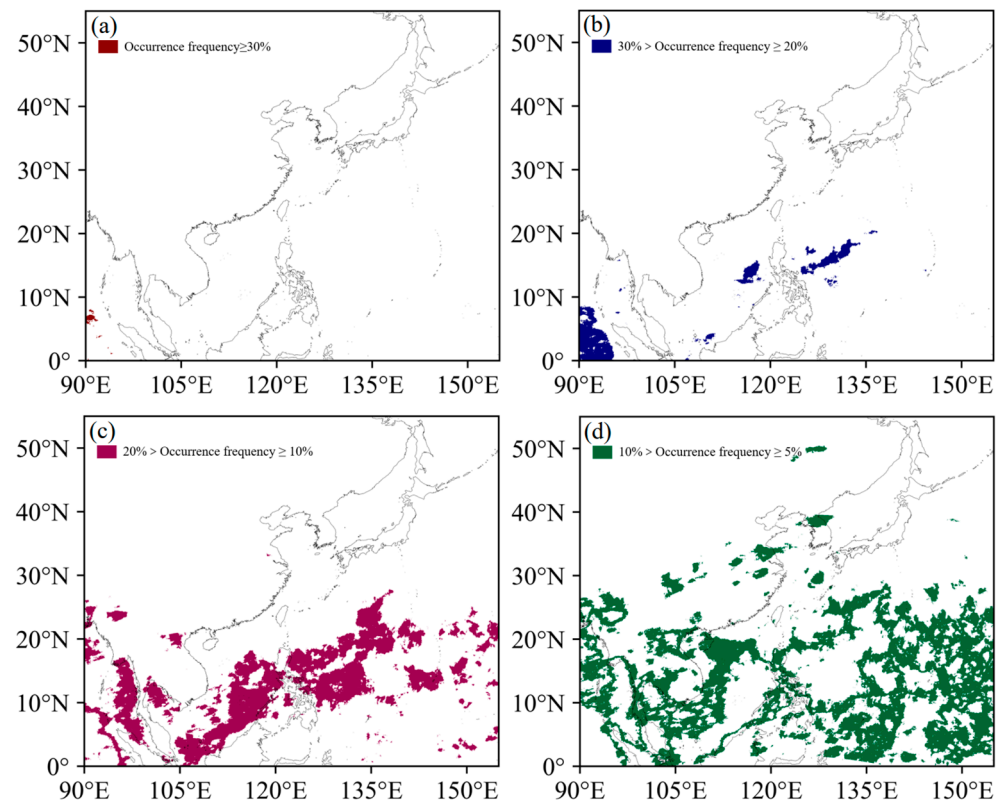 (a)
Occurrence frequency≥30%
50°N
40°N
30°N
20°N
10°N
0°
90°E 105°E 120°E 135°E 150°E
(b)
30% > Occurrence frequency ≥ 20%
50°N
40°N
30°N
20°N
10°N
0°
90°E 105°E 120°E 135°E 150°E
(c)
20% > Occurrence frequency ≥ 10%
50°N
40°N
30°N
20°N
10°N
0°
90°E 105°E 120°E 135°E 150°E
(d)
10% > Occurrence frequency ≥ 5%
50°N
40°N
30°N
20°N
10°N
0°
90°E 105°E 120°E 135°E 150°E